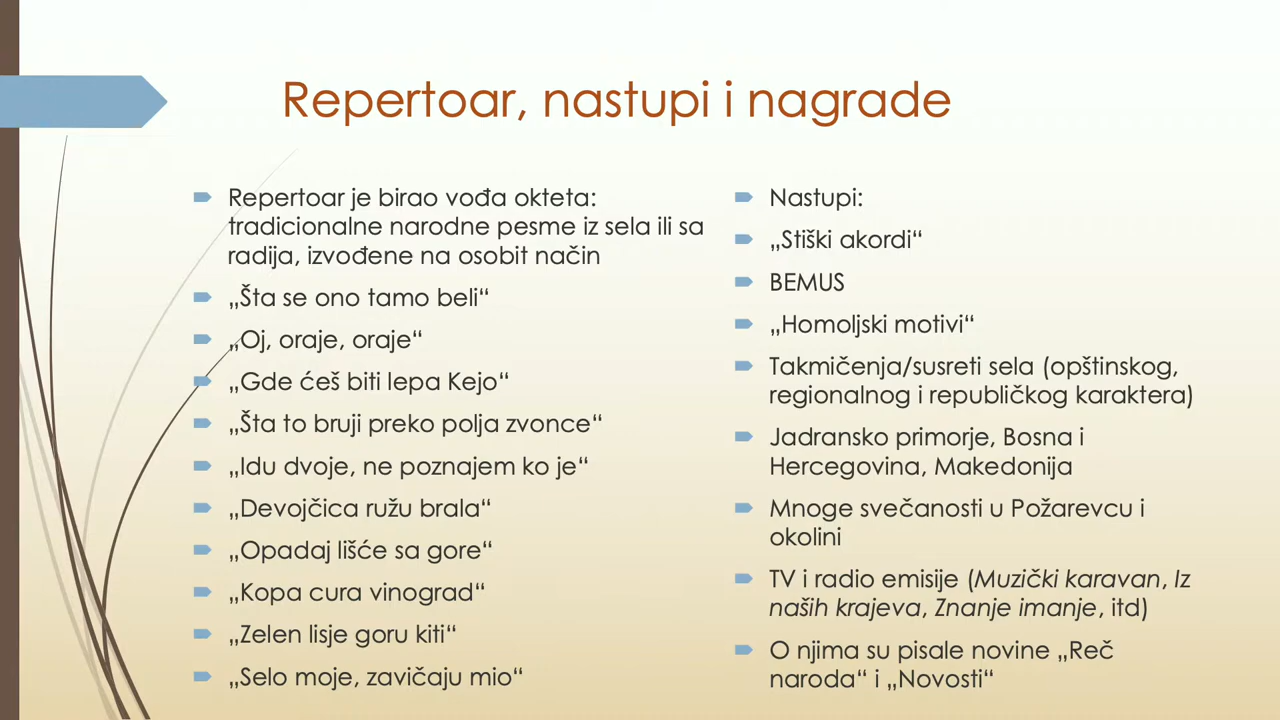 Repertoar, nastupi i nagrade
Repertoar je birao vođa okteta:
tradicionalne narodne pesme iz sela ili sa
radija, izvođene na osobit način
„Šta se ono tamo beli“
„Oj, oraje, oraje“
„Gde ćeš biti lepa Kejo“
„Šta to bruji preko polja zvonce“
„Idu dvoje, ne poznajem ko je“
„Devojčica ružu brala“
„Opadaj lišće sa gore“
„Kopa cura vinograd“
„Zelen lisje goru kiti“
„Selo moje, zavičaju mio“
Nastupi:
„Stiški akordi“
BEMUS
„Homoljski motivi“
Takmičenja/susreti sela (opštinskog,
regionalnog i republičkog karaktera)
Jadransko primorje, Bosna i
Hercegovina, Makedonija
Mnoge svečanosti u Požarevcu i
okolini
TV i radio emisije (Muzički karavan, Iz
naših krajeva, Znanje imanje, itd)
O njima su pisale novine „Reč
naroda“ i „Novosti“